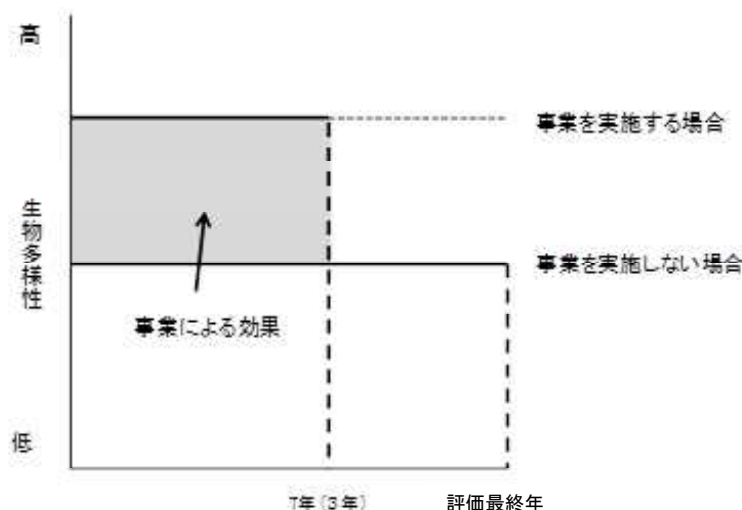 高
事業を実施する場合
生物多様性
事業を実施しない場合
事業による効果
低
T年（3年）
評価最終年